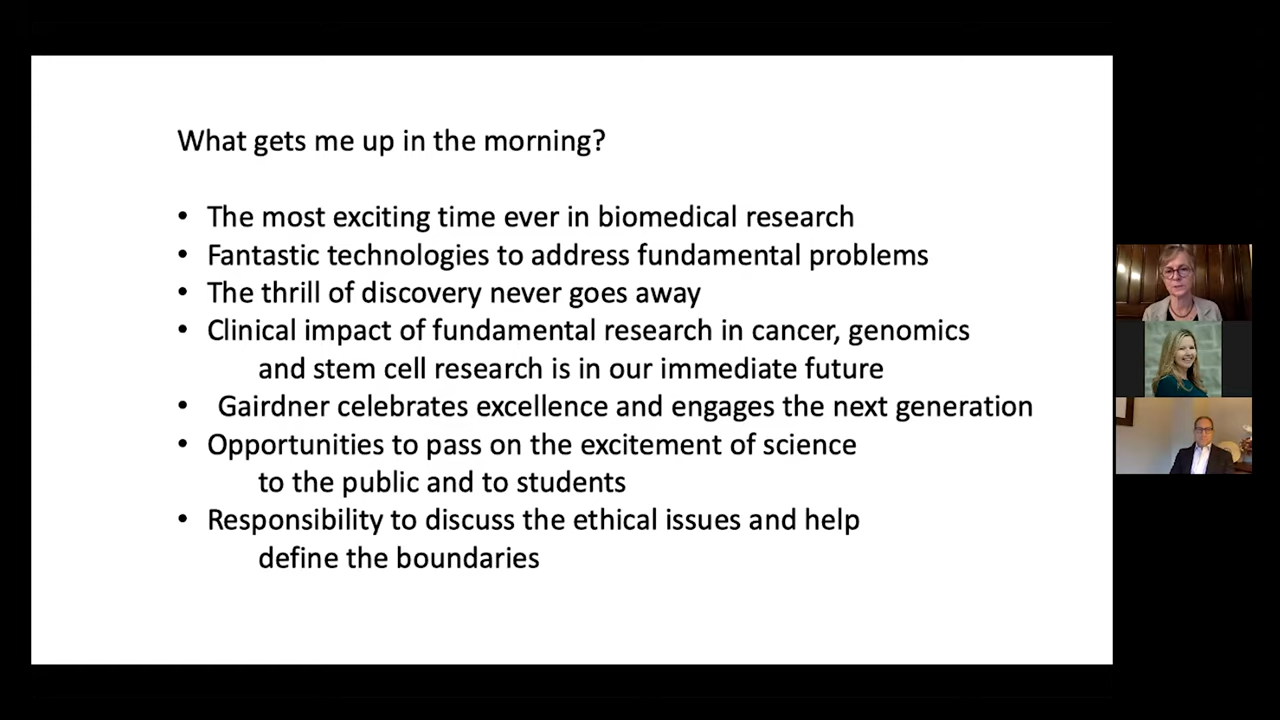 What gets me up in the morning?
• The most exciting time ever in biomedical research
• Fantastic technologies to address fundamental problems
• The thrill of discovery never goes away
• Clinical impact of fundamental research in cancer, genomics
and stem cell research is in our immediate future
• Gairdner celebrates excellence and engages the next generation
• Opportunities to pass on the excitement of science
to the public and to students
• Responsibility to discuss the ethical issues and help
define the boundaries